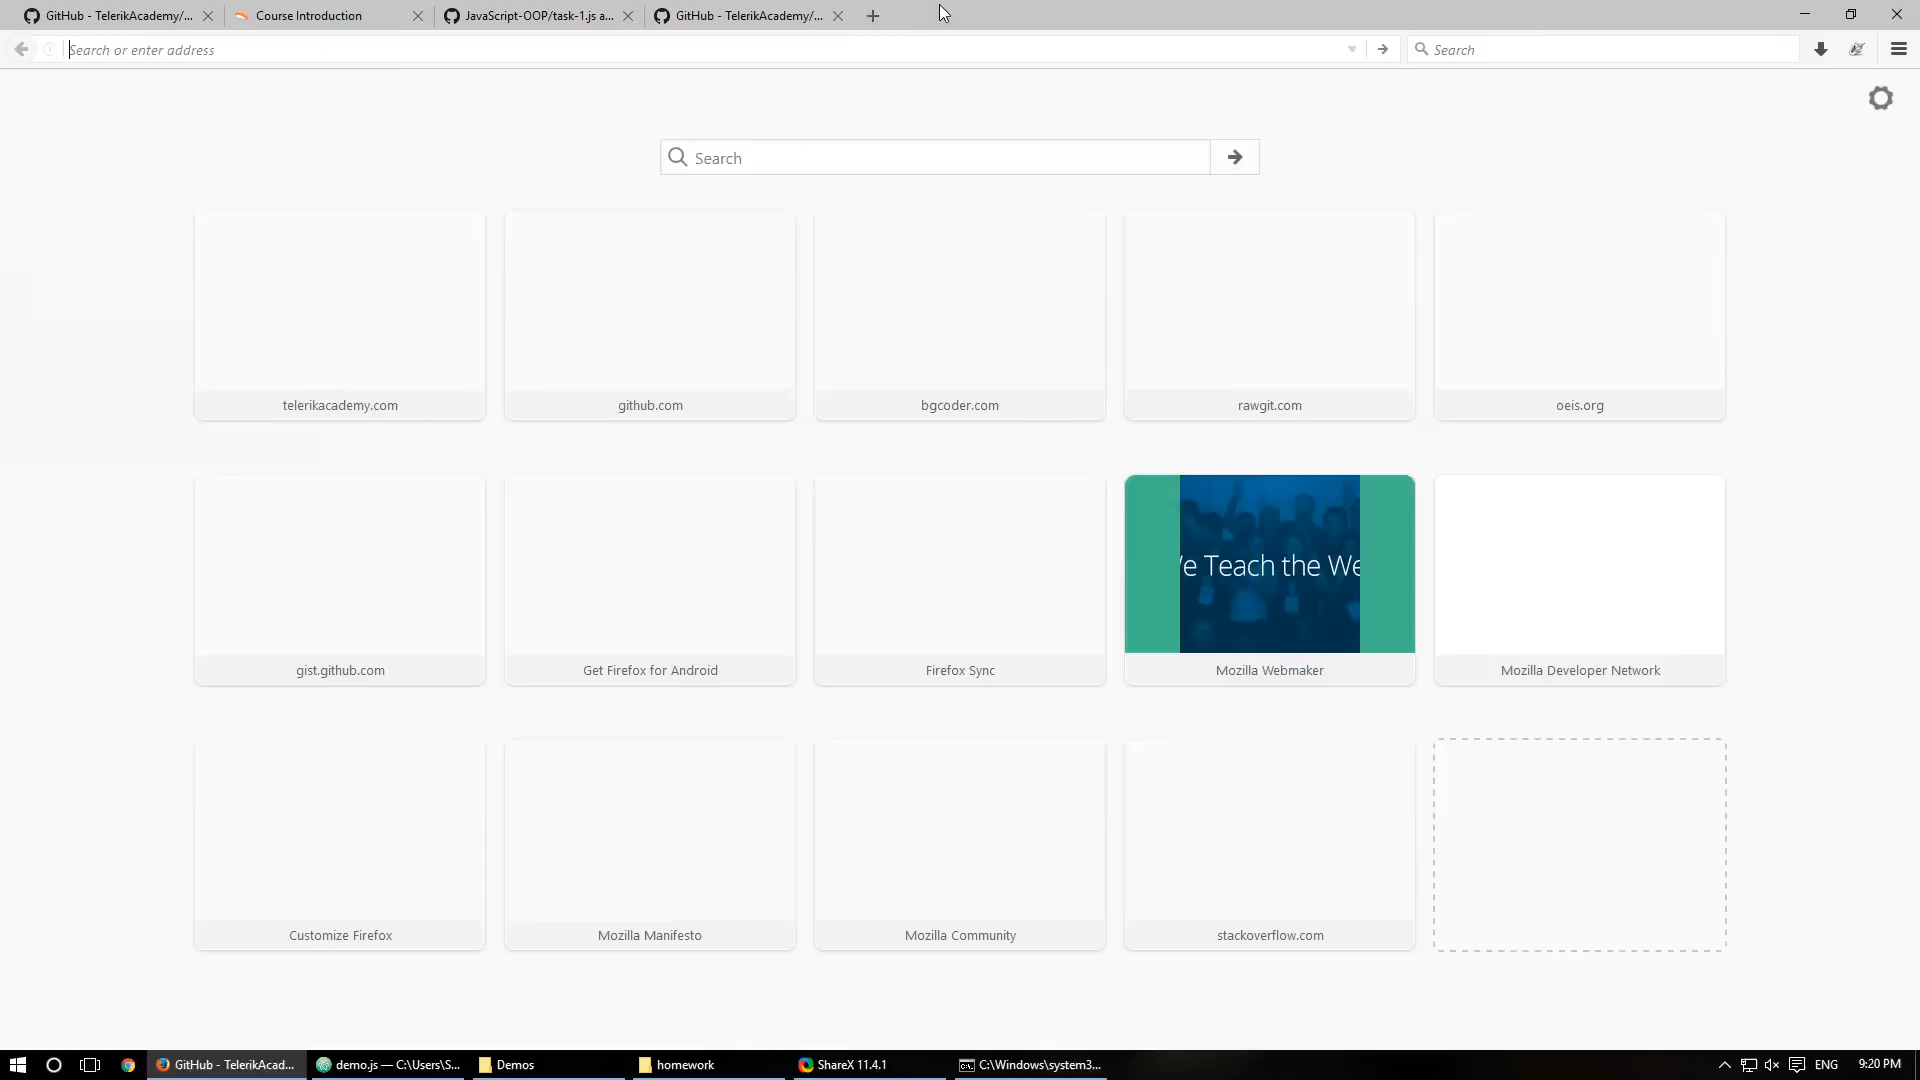 GitHub - TelerikAcademy/...
Course Introduction
JavaScript-OOP/task-1.js a...
GitHub - TelerikAcademy/...
Search or enter address
Search
Search
telerikacademy.com
github.com
bgcoder.com
rawgit.com
oeis.org
/e Teach the We
gist.github.com
Get Firefox for Android
Firefox Sync
Mozilla Webmaker
Mozilla Developer Network
Customize Firefox
Mozilla Manifesto
Mozilla Community
stackoverflow.com
GitHub - TelerikAcad...
demo.js — C:\Users\S...
Demos
homework
ShareX 11.4.1
C:\Windows\system3...
ENG
9:20 PM